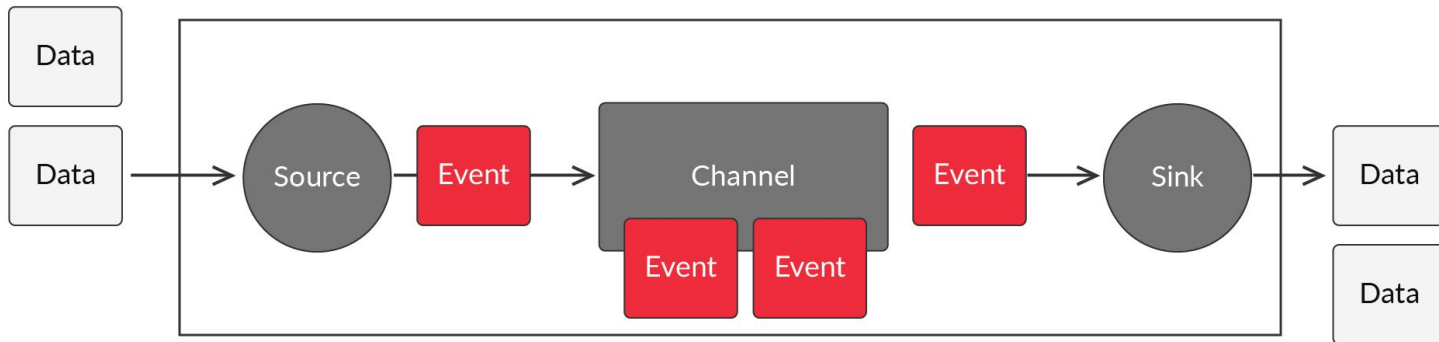 Data
Data
Source
Event
Channel
Event
Event
Event
Sink
Data
Data